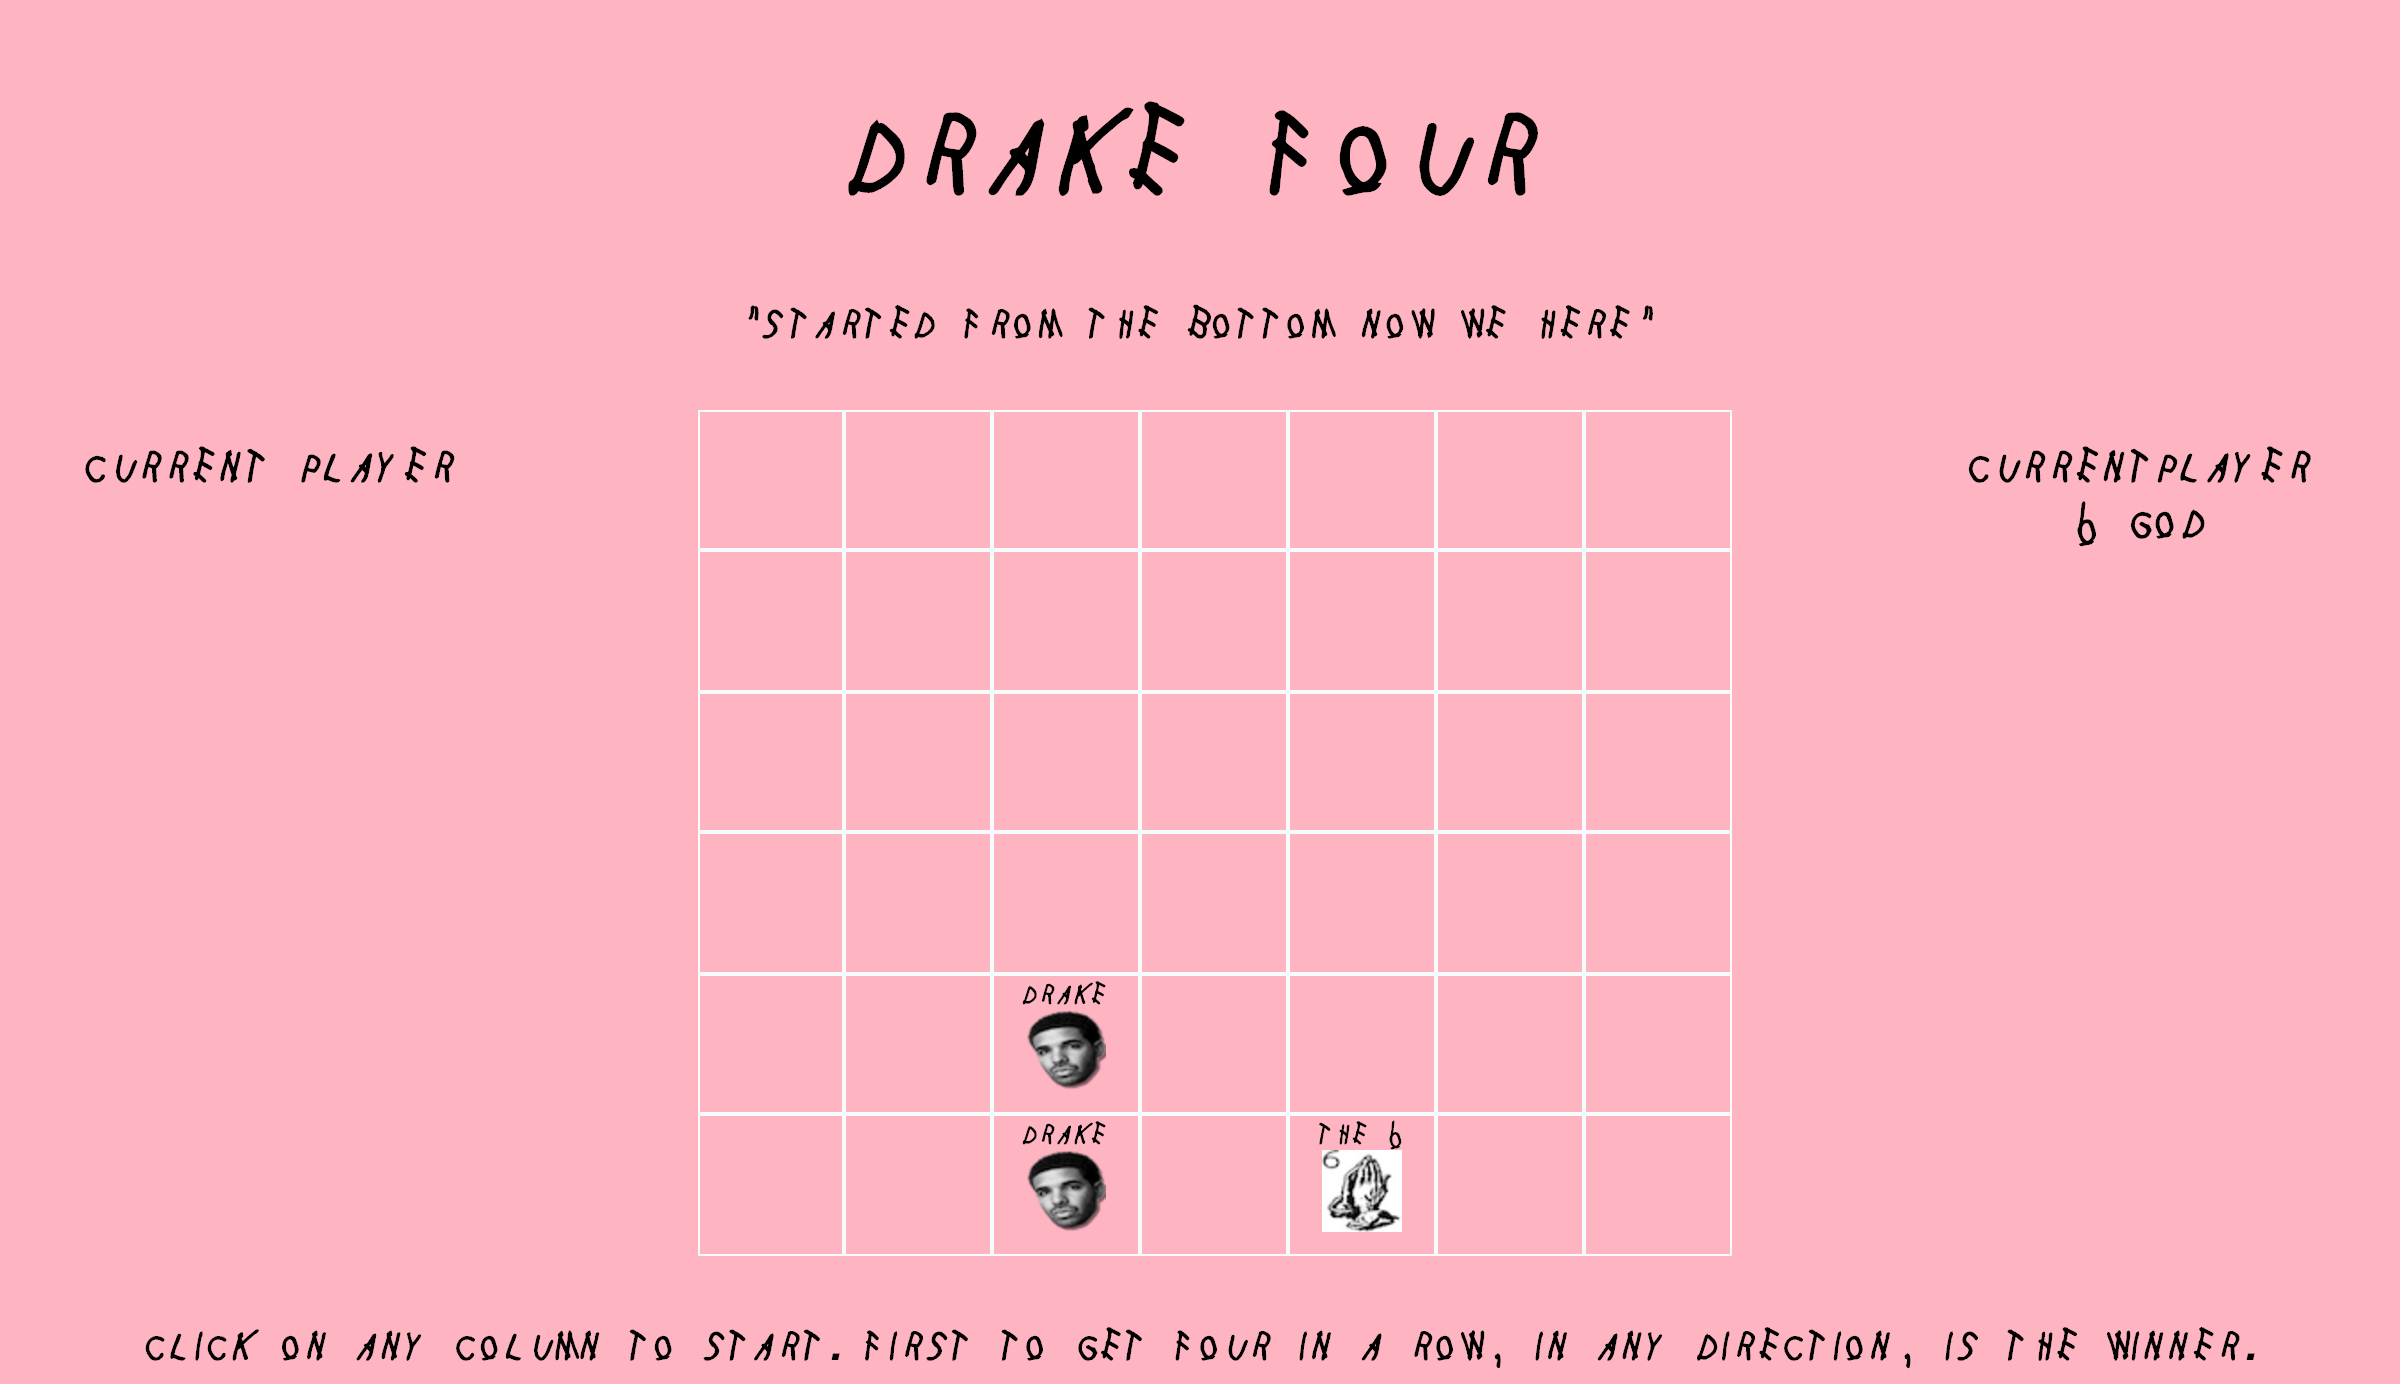 DRAKE FOUR
"STARTED FROM THE BOTTOM NOW WE HERE"
CURRENT PLAYER
CURRENTPLAYER
6 GOD
DRAKE
DRAKE
THE 6
6
CLICK ON ANY COLUMN TO START. FIRST TO GET FOUR IN A ROW, IN ANY DIRECTION, IS THE WINNER.